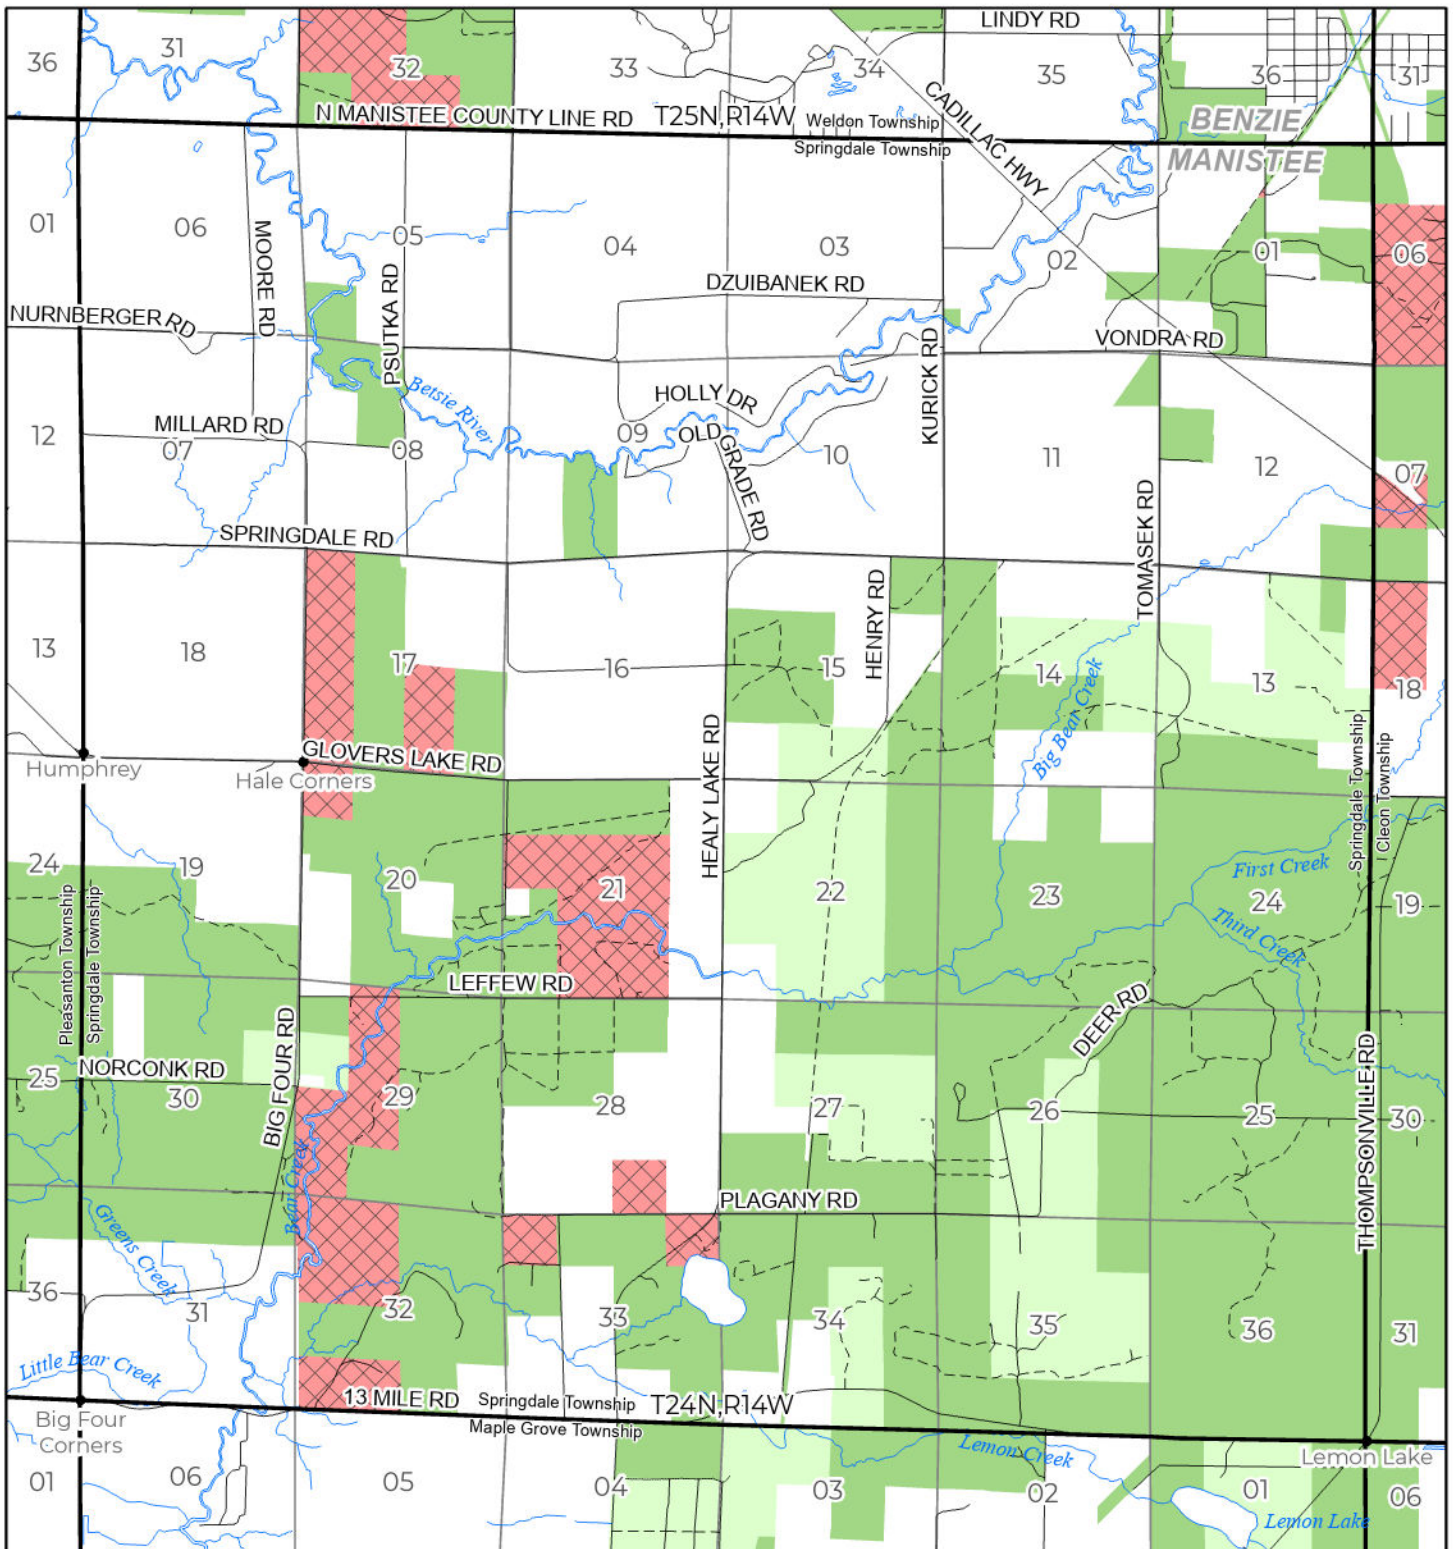 LINDY RD
36
31
32
33
34
35
36
31
CADILLAC HWY
N MANISTEE COUNTY LINE RD
T25N,R14W
Weldon Township
Springdale Township
BENZIE
MANISTEE
01
06
MOORE RD
05
04
03
02
01
06
PSUTKA RD
DZUIBANEK RD
NURNBERGER RD
KURICK RD
VONDRA RD
Betsie River
HOLLY DR
MILLARD RD
12
07
08
09
OLD GRADE RD
10
11
12
07
SPRINGDALE RD
TOMASEK RD
HENRY RD
13
18
17
16
15
14
13
18
Big Bear Creek
HEALY LAKE RD
Springdale Township
Cleon Township
GLOVERS LAKE RD
Humphrey
Hale Corners
24
19
20
21
22
23
24
19
First Creek
Third Creek
Pleasanton Township
Springdale Township
LEFFEW RD
DEER RD
BIG FOUR RD
NORCONK RD
THOMPSONVILLE RD
25
30
29
28
27
26
25
30
Bear Creek
PLAGANY RD
Greens Creek
36
31
32
33
34
35
36
31
Little Bear Creek
13 MILE RD
Springdale Township
T24N,R14W
Maple Grove Township
Big Four
Corners
Lemon Creek
Lemon Lake
01
06
05
04
03
02
01
06
Lemon Lake